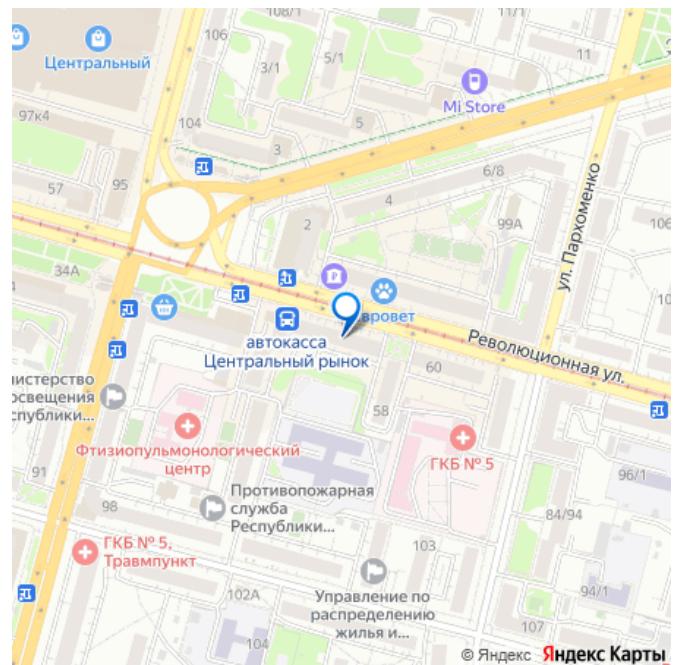 108/1
11/1
106
Центральный
3/1
5/1
11
Mi Store
97к4
104
5
3
57
95
6/8
4
2
99А
ул. Пархоменко
106
34А
вровет
автокасса
Центральный рынок
Революционная ул.
60
нистерство
освещения
спублики...
58
Фтизиопульмонологический
центр
ГКБ № 5
91
98
Противопожарная
служба
Республики...
96/1
84/94
ГКБ № 5,
Травмпункт
103
94/1
102А
Управление по
распределению
жилья и...
104
© Яндекс Яндекс Карты